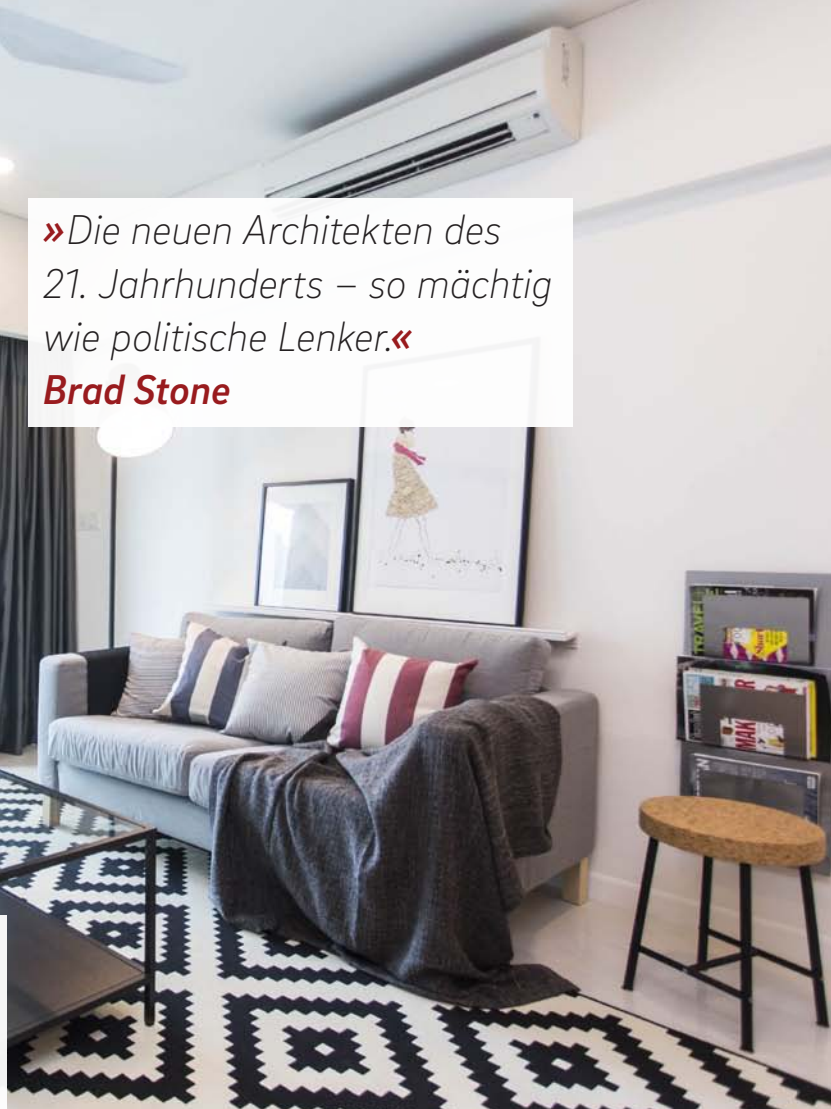 »Die neuen Architekten des
21. Jahrhunderts – so mächtig
wie politische Lenker.«
Brad Stone
TRAVEL